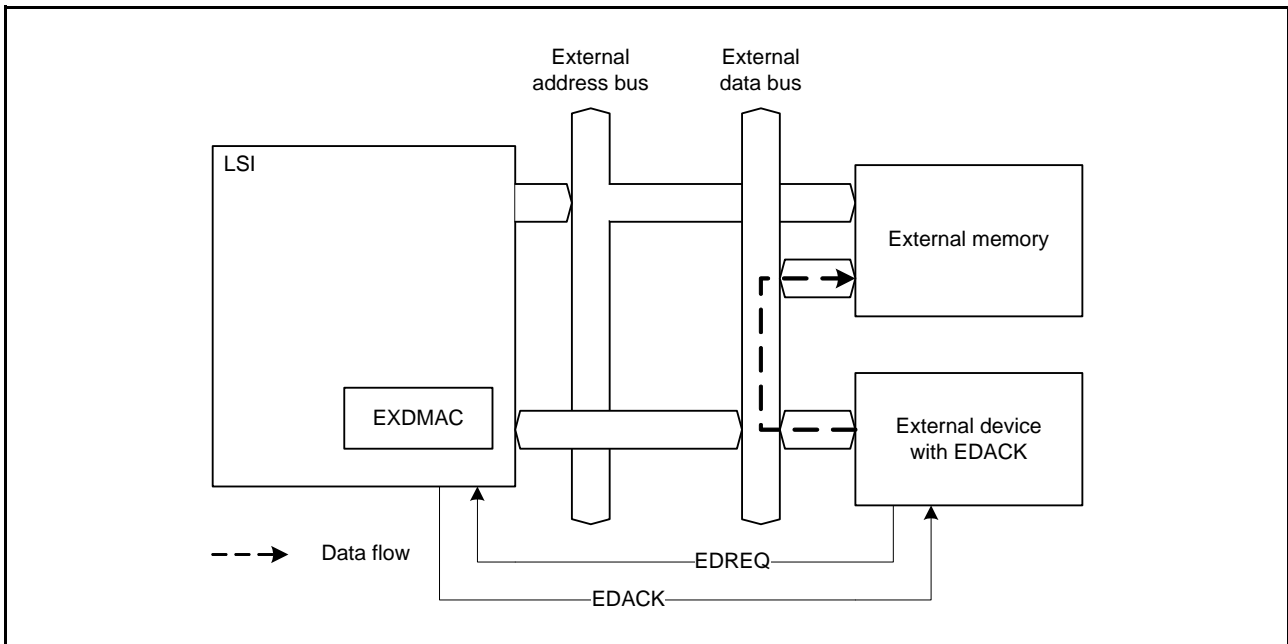 External
address bus
External
data bus
LSI
External memory
EXDMAC
External device
with EDACK
Data flow
EDREQ
EDACK